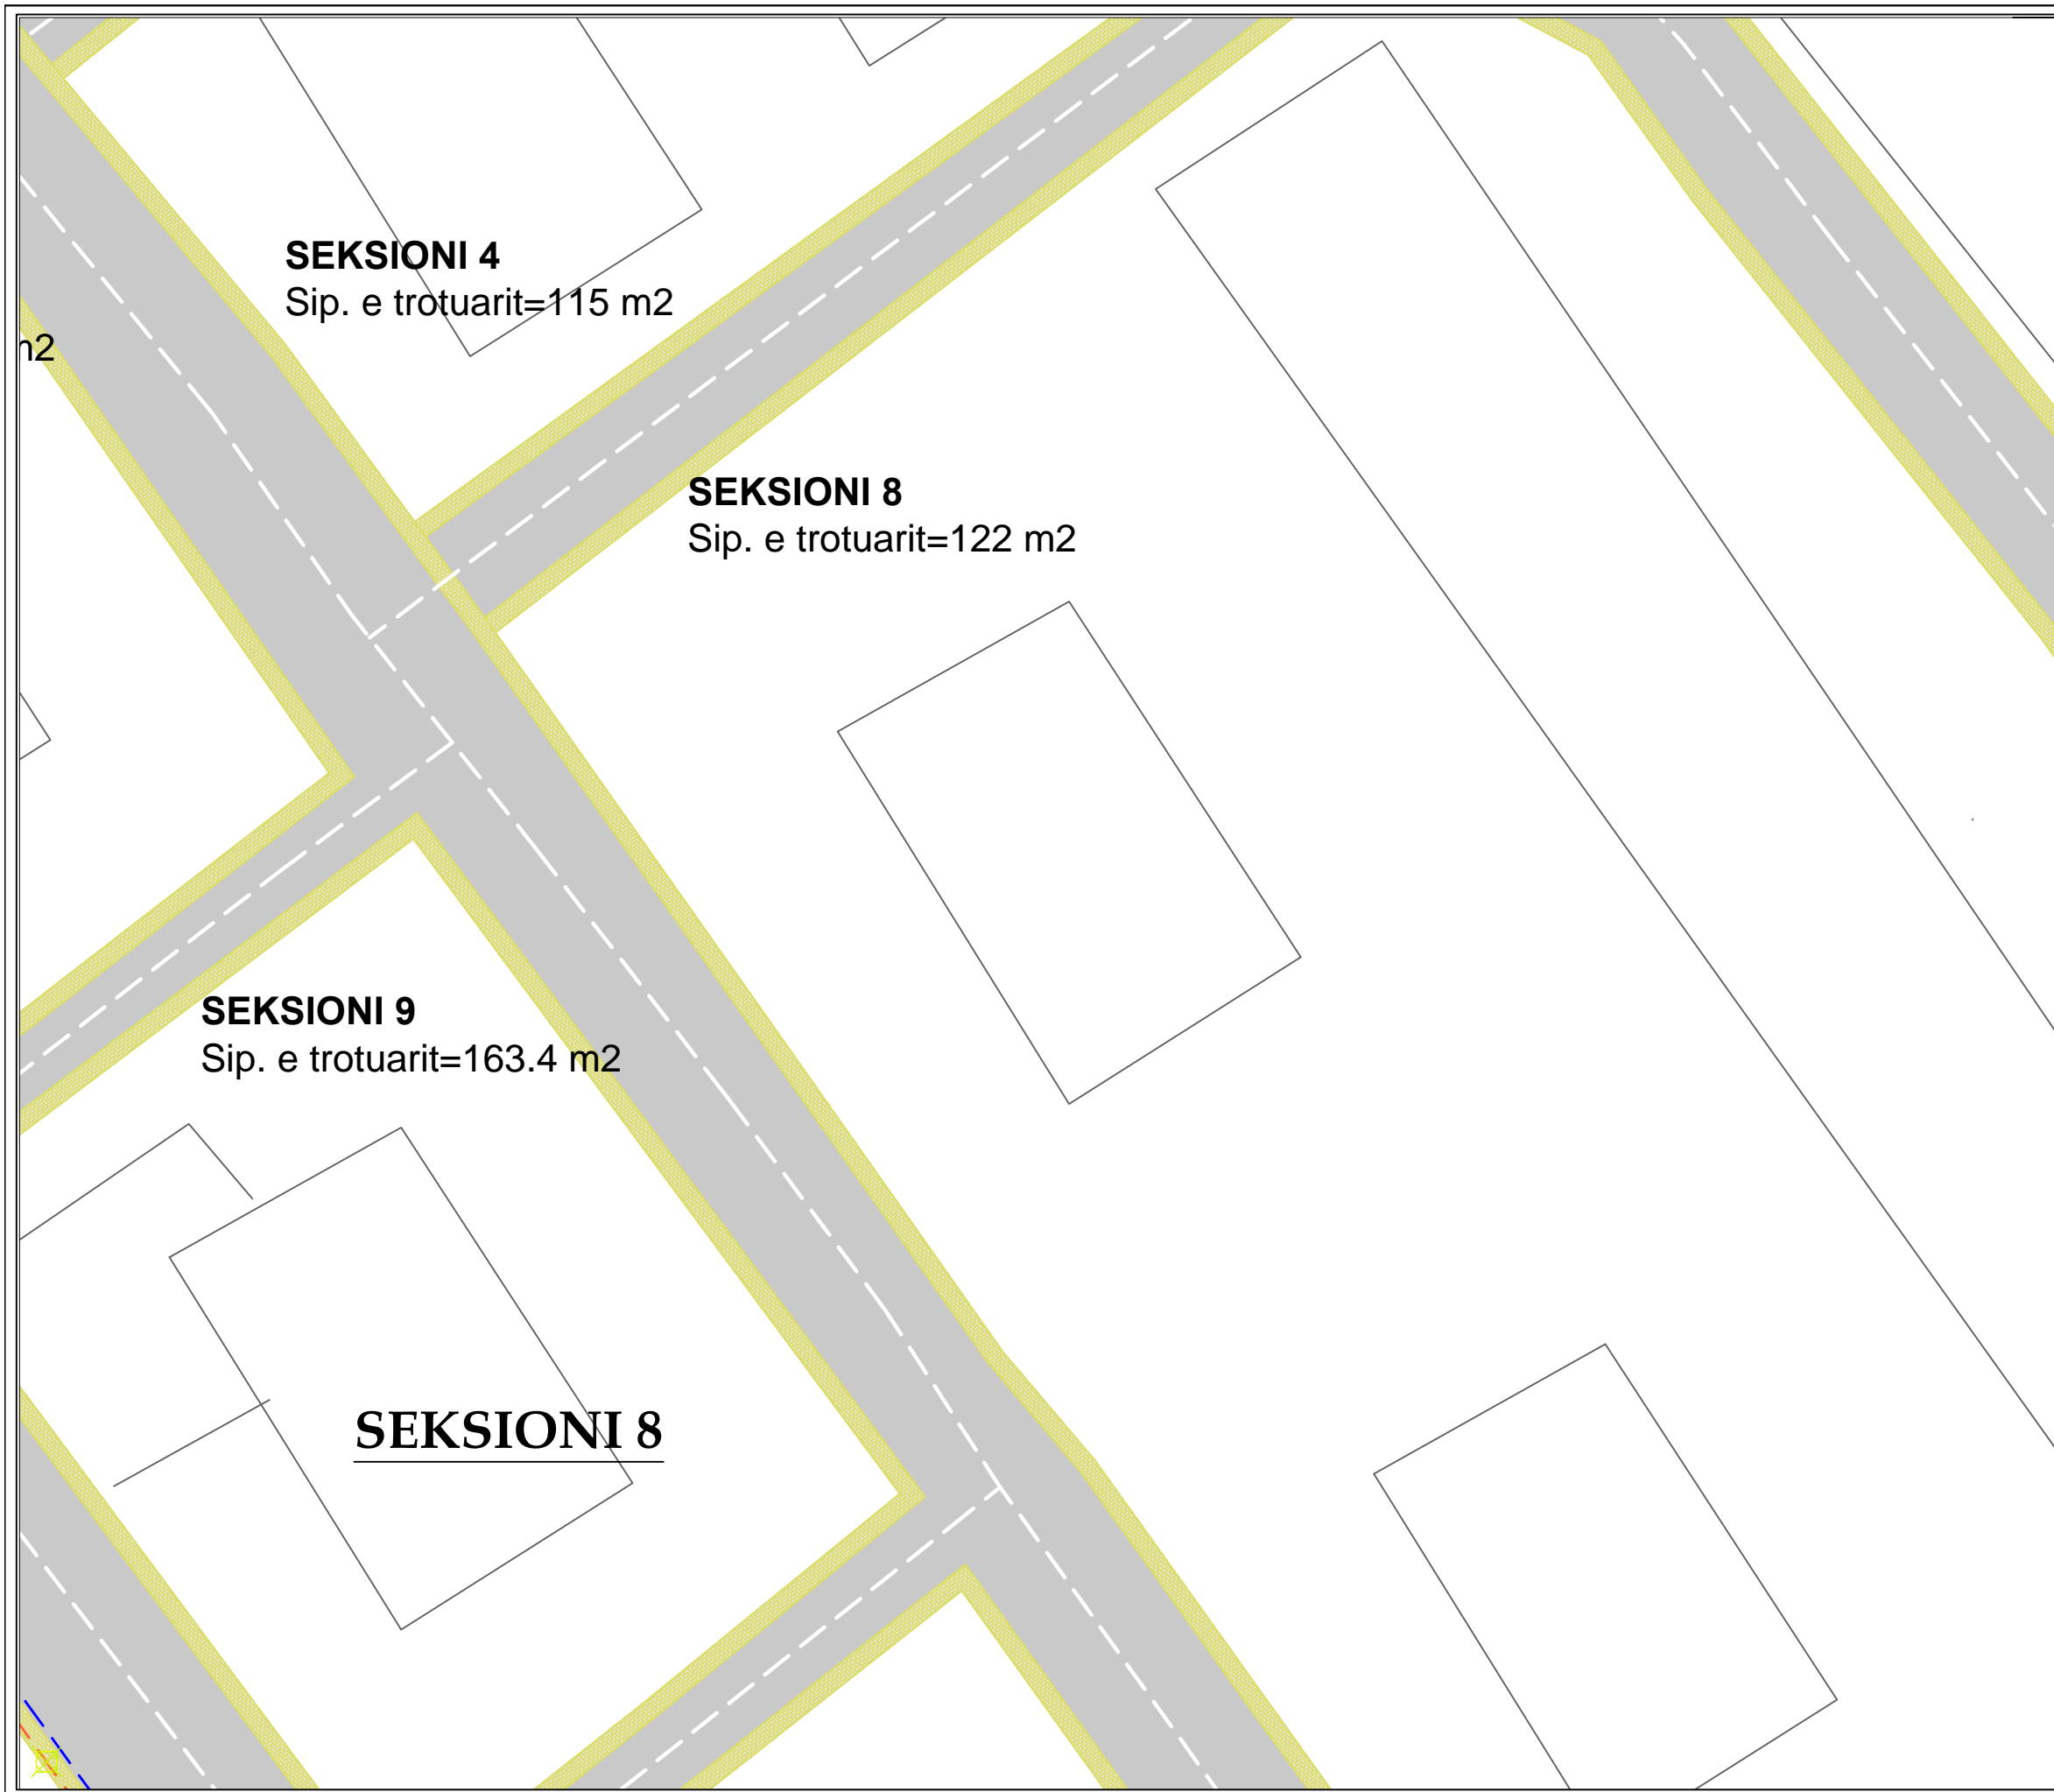 SEKSIONI 4
Sip. e trotuarit=115 m2
m2
SEKSIONI 8
Sip. e trotuarit=122 m2
SEKSIONI 9
Sip. e trotuarit=163.4 m2
SEKSIONI 8